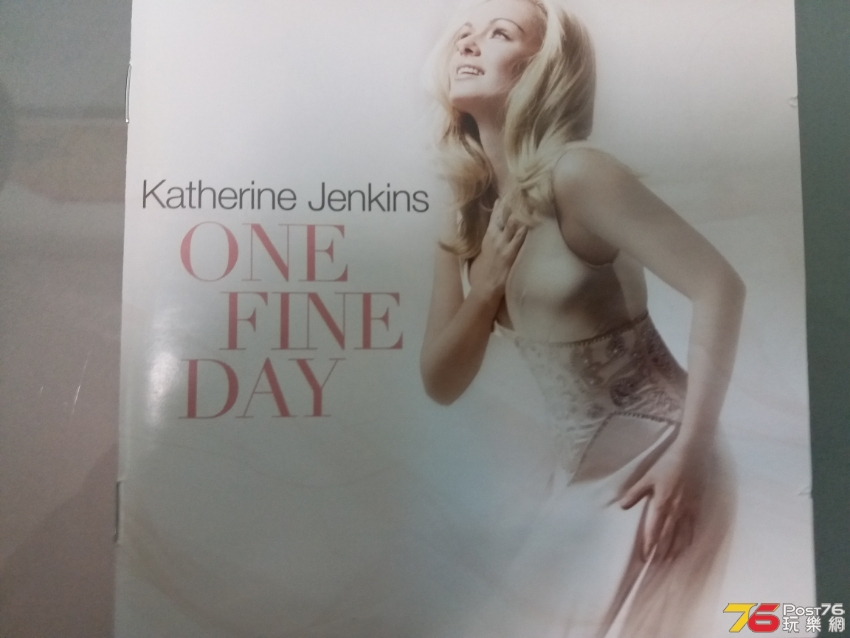 Katherine Jenkins
ONE
FINE
DAY
76 POST76
玩樂網